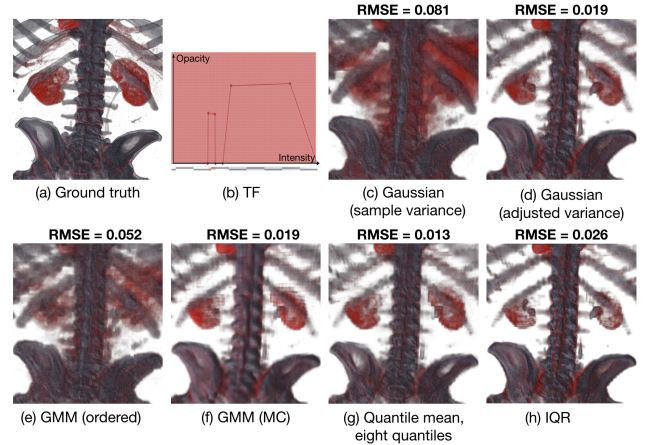 RMSE = 0.081
RMSE = 0.019
Opacity
Intensity
(a) Ground truth
(b) TF
(c) Gaussian
(sample variance)
(d) Gaussian
(adjusted variance)
RMSE = 0.052
RMSE = 0.019
RMSE = 0.013
RMSE = 0.026
(e) GMM (ordered)
(f) GMM (MC)
(g) Quantile mean,
eight quantiles
(h) IQR